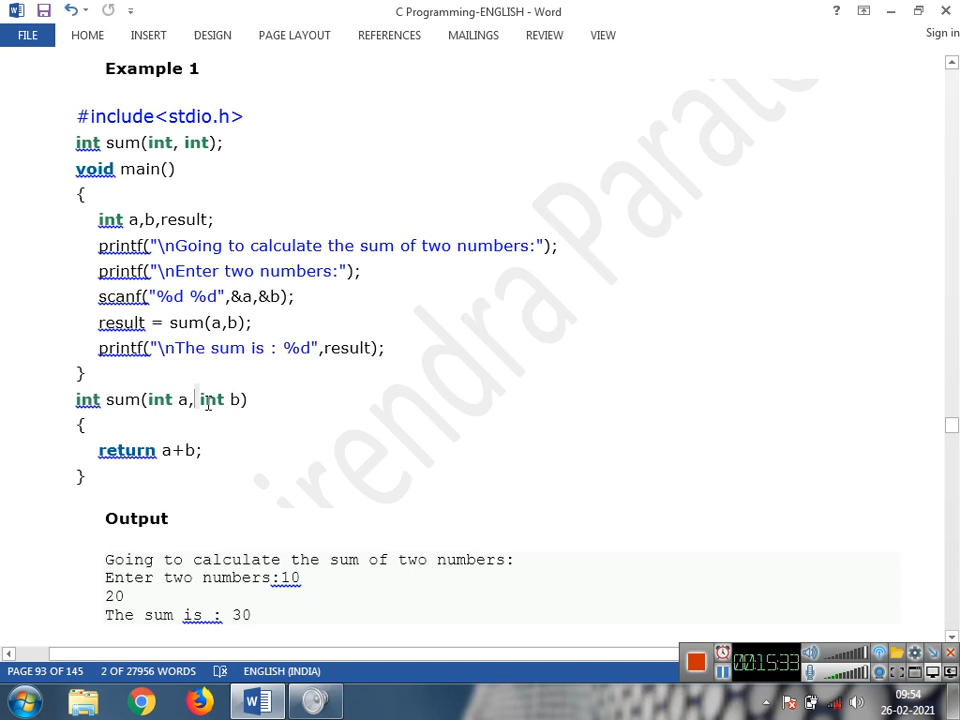 C Programming-ENGLISH - Word
FILE HOME INSERT DESIGN PAGE LAYOUT REFERENCES MAILINGS REVIEW VIEW Sign in
Example 1
#include<stdio.h>
int sum(int, int);
void main()
{
int a,b,result;
printf("\nGoing to calculate the sum of two numbers:");
printf("\nEnter two numbers:");
scanf("%d %d",&a,&b);
result = sum(a,b);
printf("\nThe sum is : %d",result);
}
int sum(int a, int b)
{
return a+b;
}
Output
Going to calculate the sum of two numbers:
Enter two numbers:10
20
The sum is : 30
PAGE 93 OF 145 2 OF 27956 WORDS ENGLISH (INDIA)
00:15:33
09:54
26-02-2021